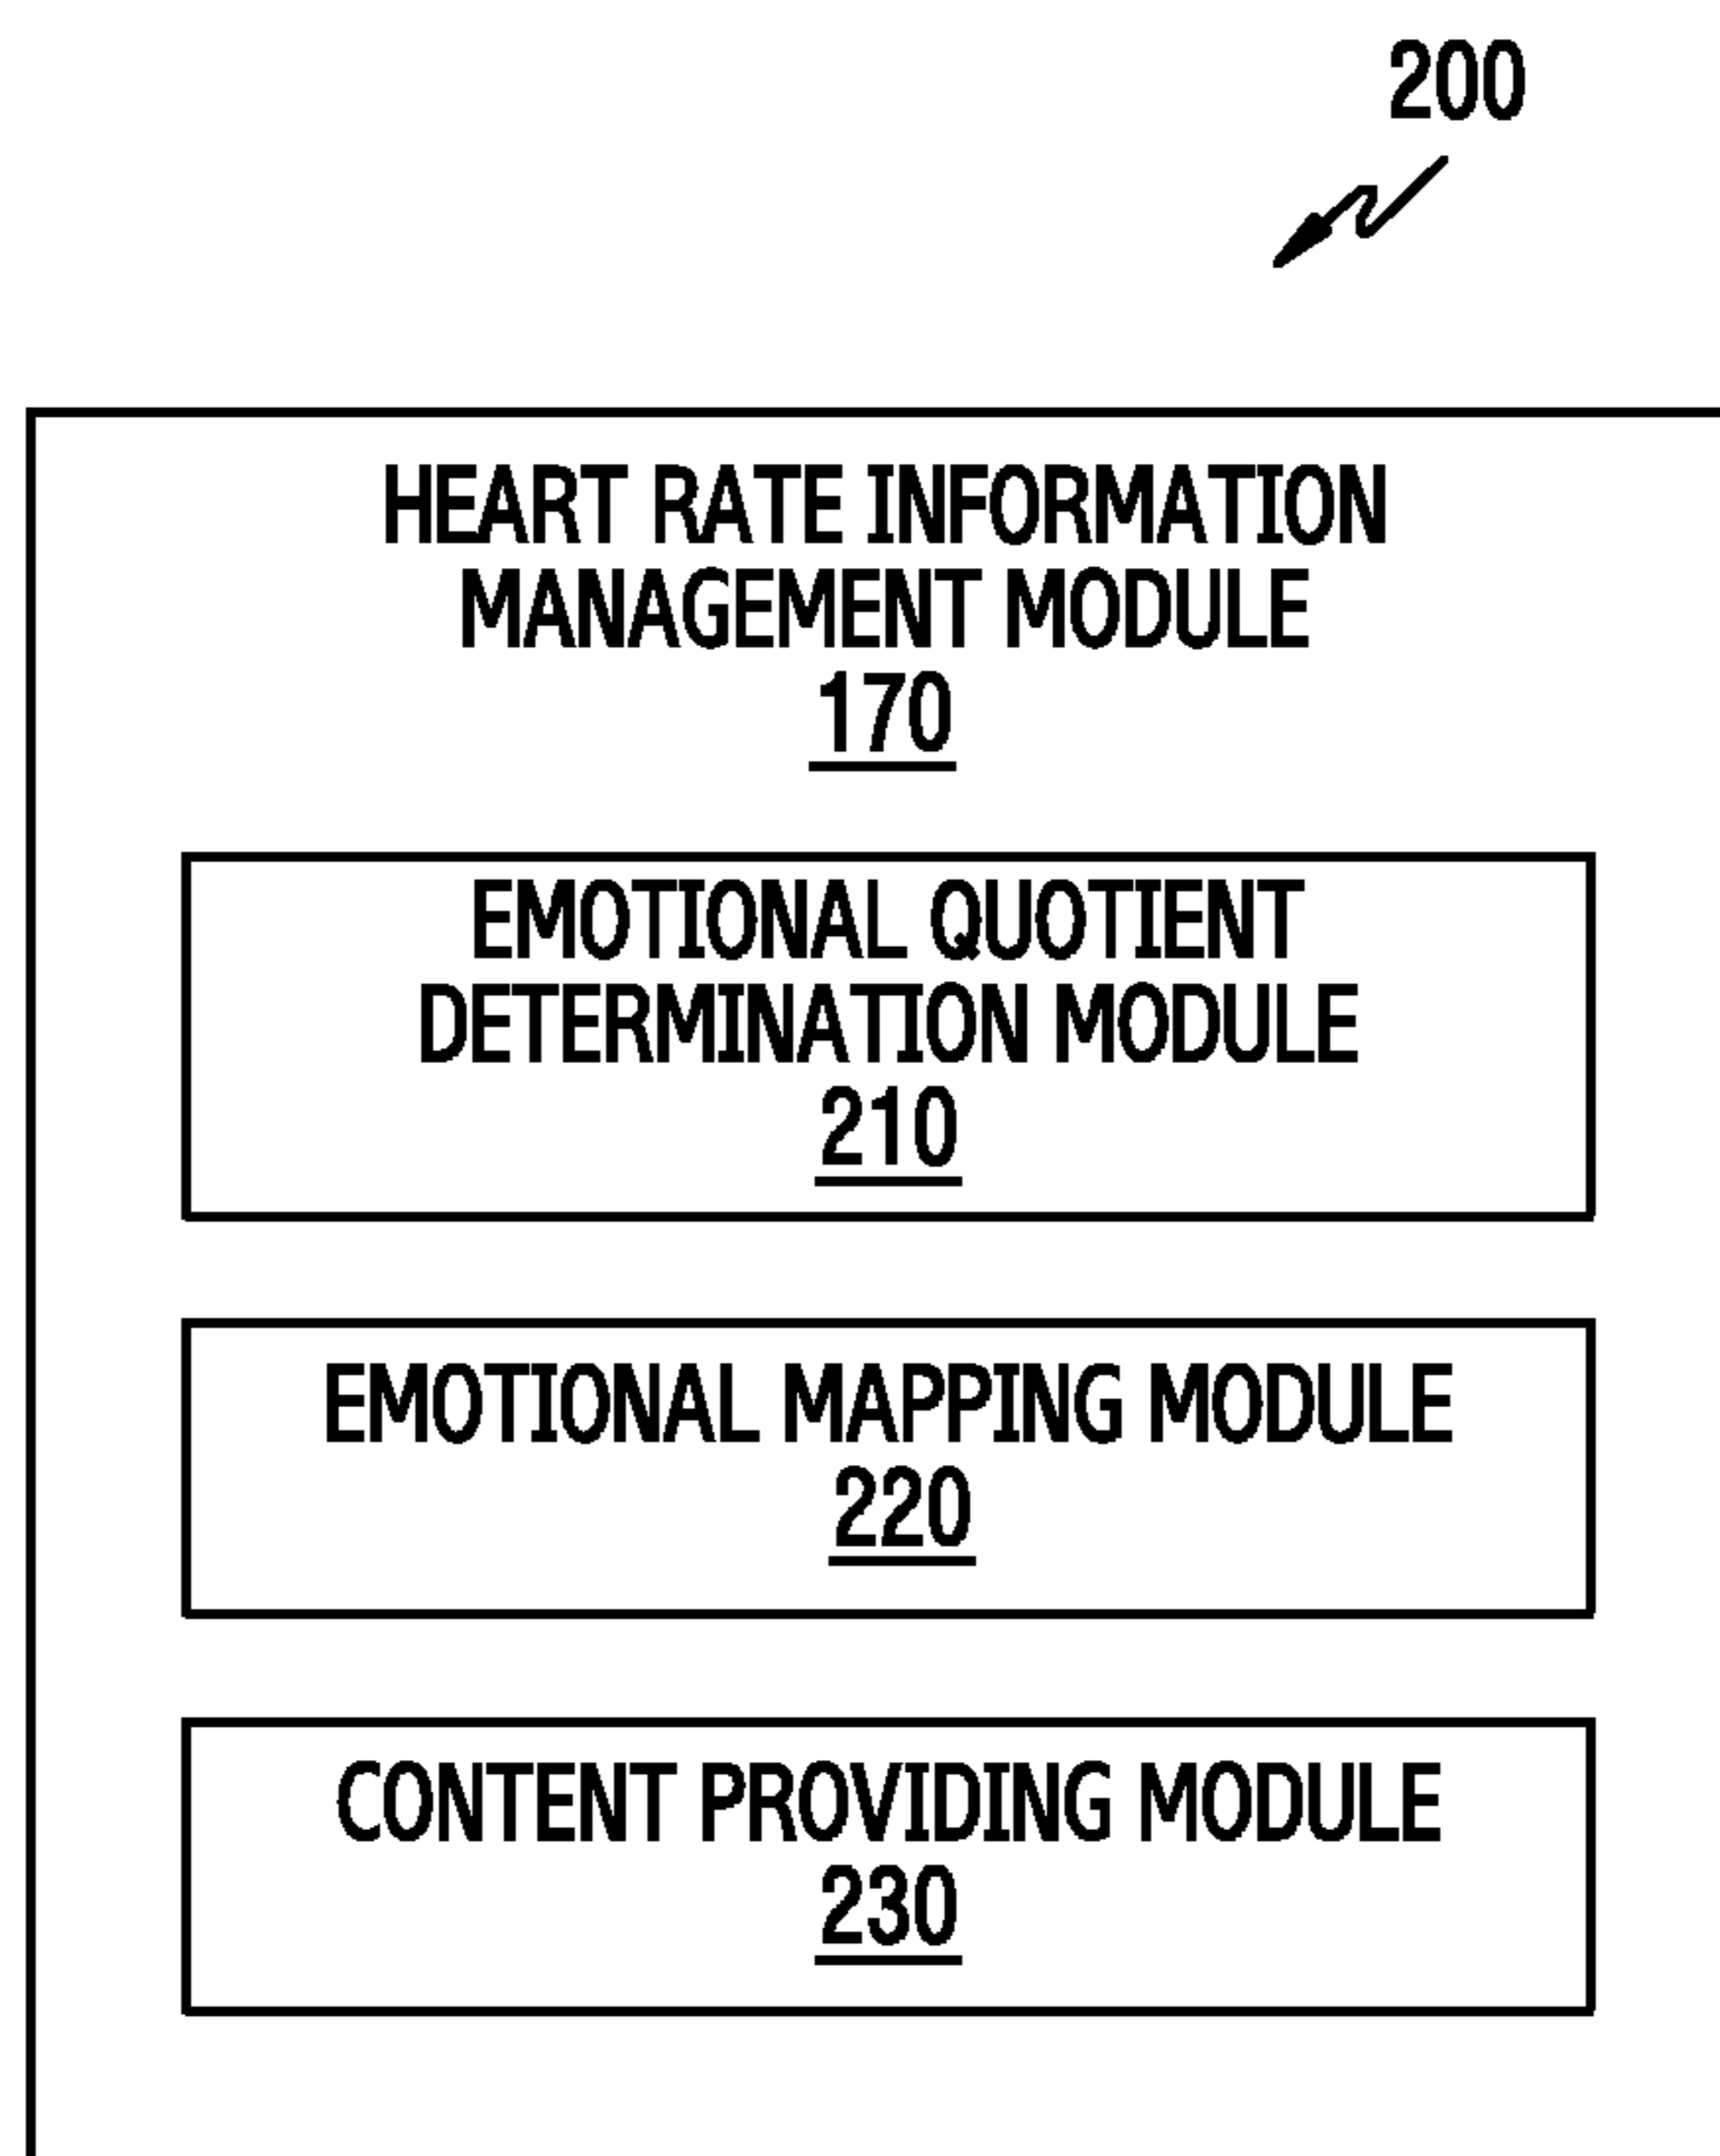 200
HEART RATE INFORMATION
MANAGEMENT MODULE
170
EMOTIONAL QUOTIENT
DETERMINATION MODULE
210
EMOTIONAL MAPPING MODULE
220
CONTENT PROVIDING MODULE
230